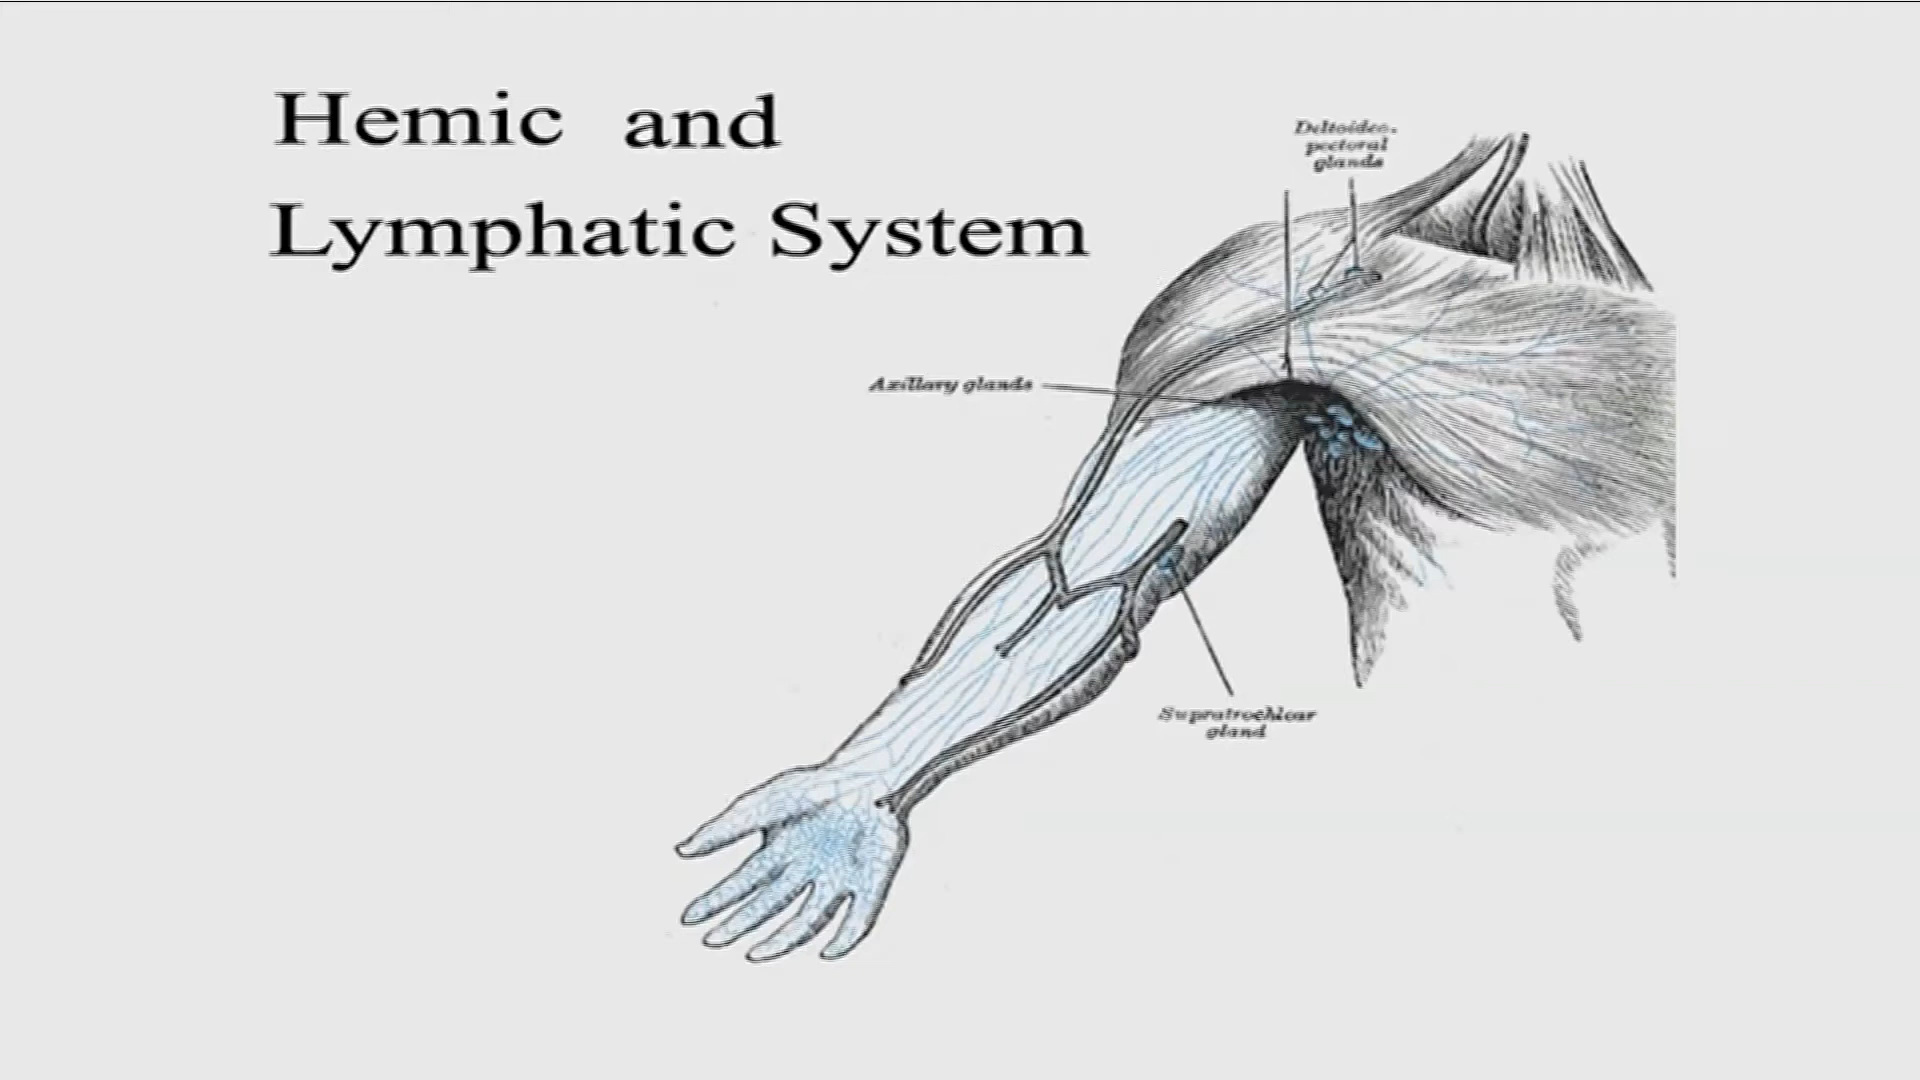 Hemic and
Lymphatic System
Deltoideo-
pectoral
glands
Axillary glands
Supratrochlear
gland